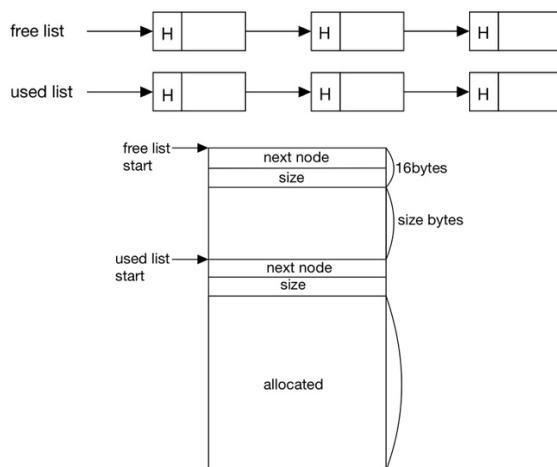 free list
H
H
H
used list
H
H
H
free list
start
next node
size
16bytes
size bytes
used list
start
next node
size
allocated